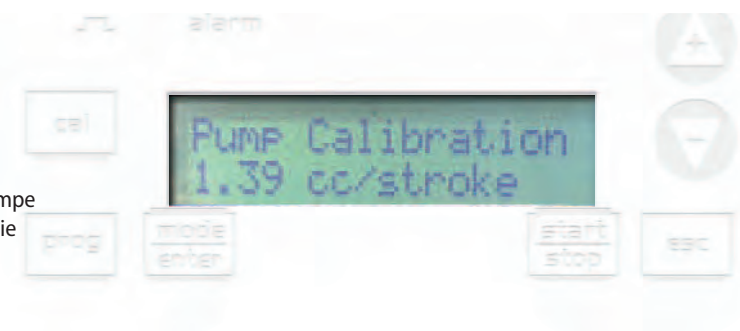 alarm
cal
Pump Calibration
1.39 cc/stroke
mpe
ie
prog
mode
enter
start
stop
esc
+
-